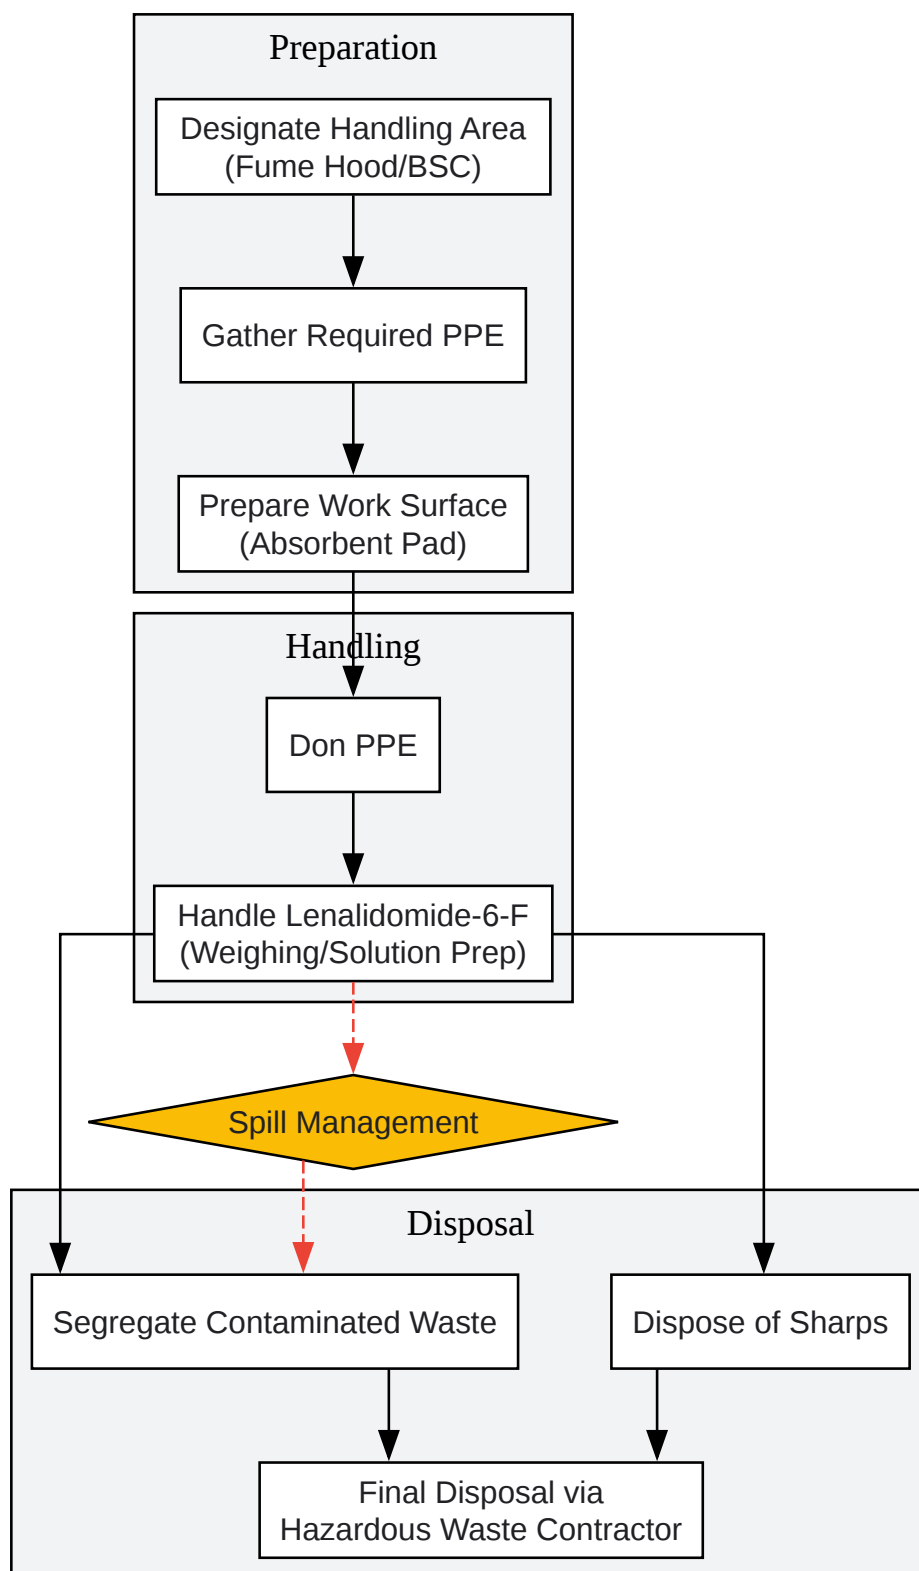 Preparation
Designate Handling Area
(Fume Hood/BSC)
Gather Required PPE
Prepare Work Surface
(Absorbent Pad)
Handling
Don PPE
Handle Lenalidomide-6-F
(Weighing/Solution Prep)
Spill Management
Disposal
Segregate Contaminated Waste
Dispose of Sharps
Final Disposal via
Hazardous Waste Contractor